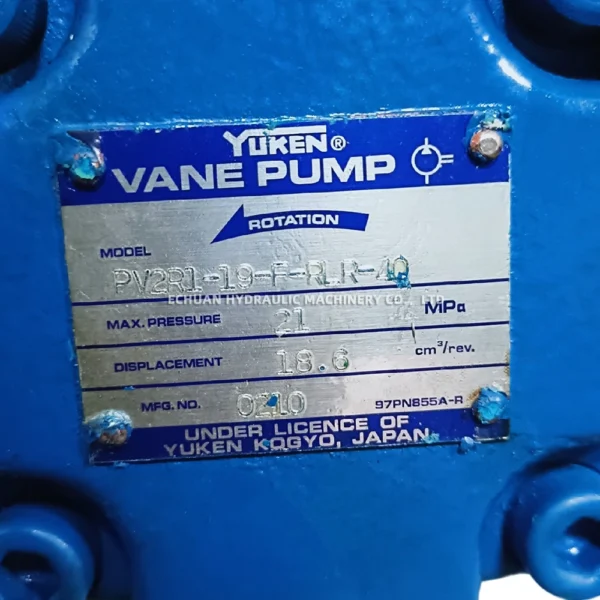 YUKEN®
VANE PUMP
ROTATION
MODEL PV2R1-19-F-RLR-40
ECHUAN HYDRAULIC MACHINERY CO., LTD
MAX. PRESSURE 21 MPa
DISPLACEMENT 18.6 cm³/rev.
MFG. NO. 0210 97PN855A-R
UNDER LICENCE OF
YUKEN KOGYO, JAPAN